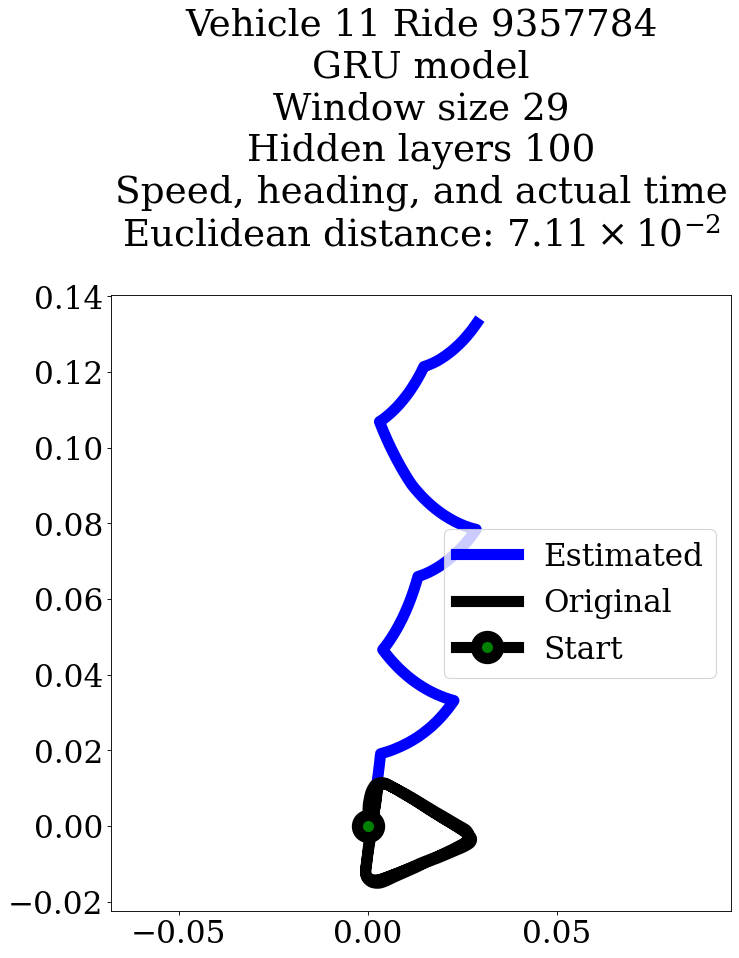 Vehicle 11 Ride 9357784
GRU model
Window size 29
Hidden layers 100
Speed, heading, and actual time
Euclidean distance: 7.11 × 10⁻²
0.14
0.12
0.10
0.08
0.06
0.04
0.02
0.00
−0.02
Estimated
Original
Start
−0.05
0.00
0.05